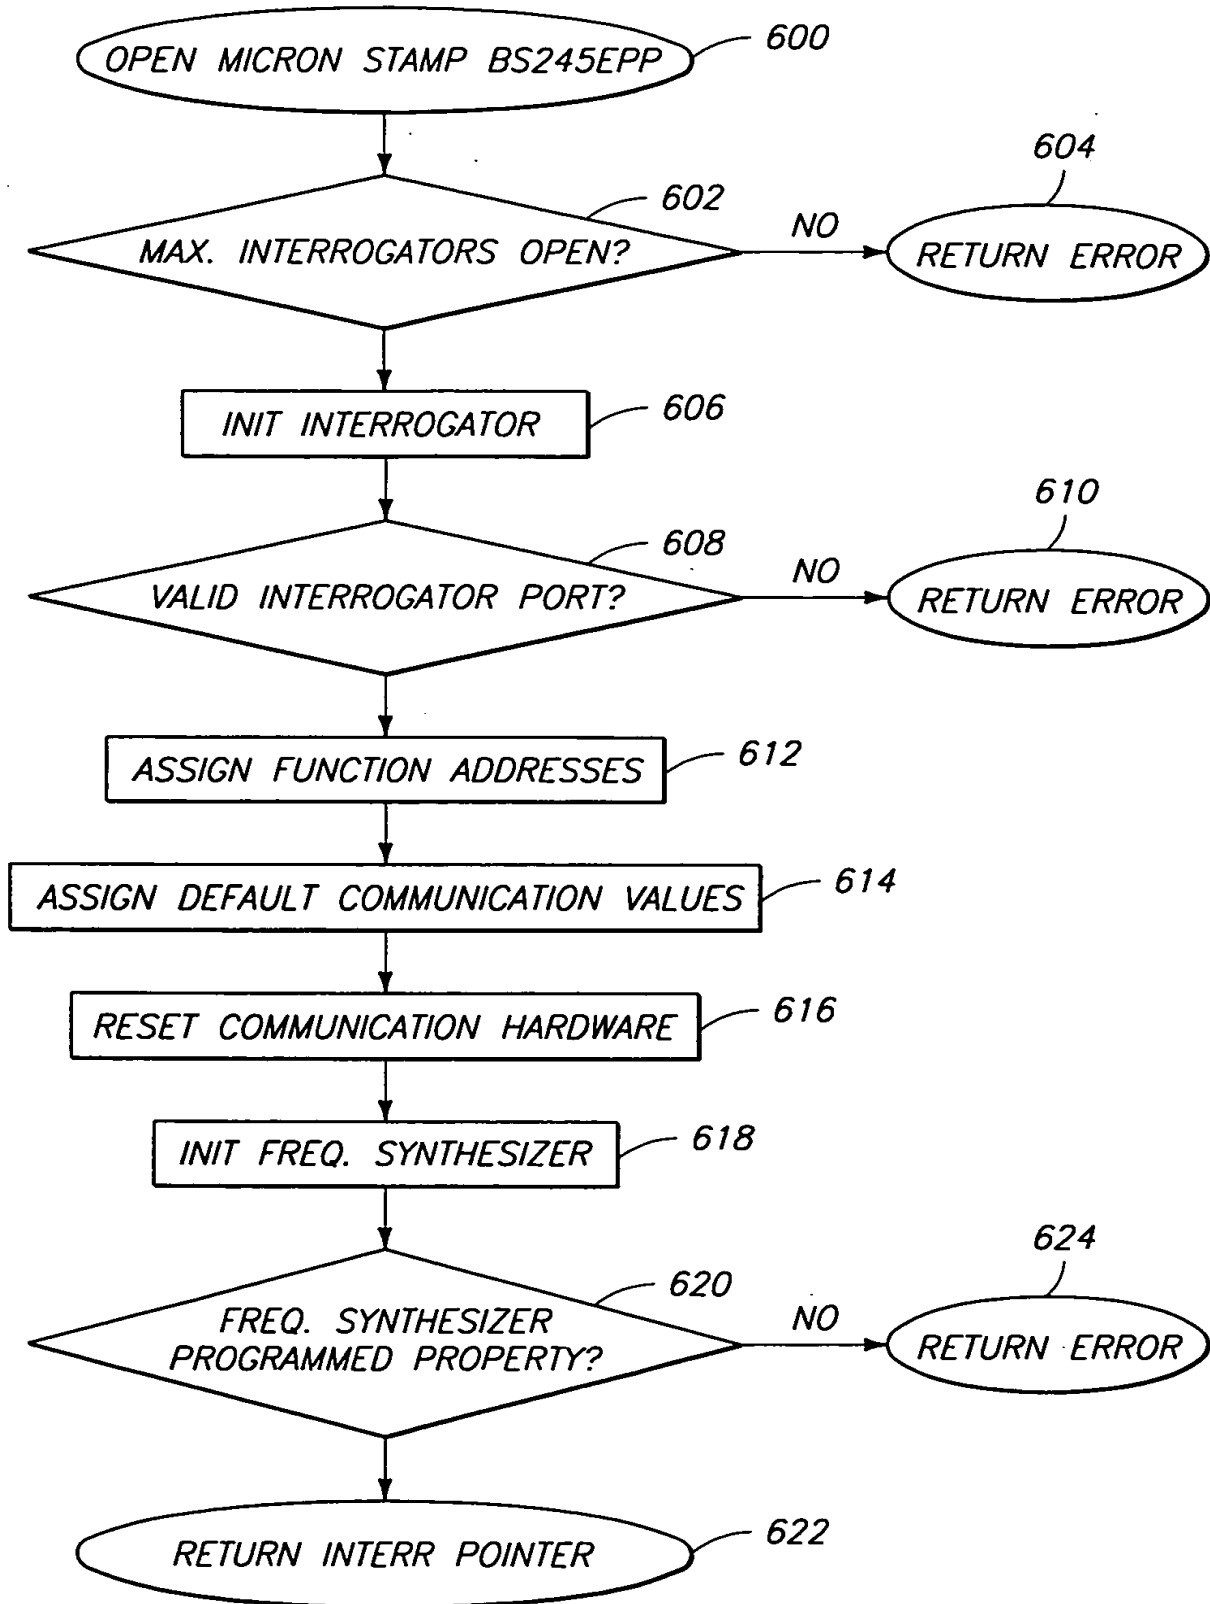 OPEN MICRON STAMP BS245EPP
600
604
602
MAX. INTERROGATORS OPEN?
NO
RETURN ERROR
INIT INTERROGATOR
606
610
608
VALID INTERROGATOR PORT?
NO
RETURN ERROR
ASSIGN FUNCTION ADDRESSES
612
ASSIGN DEFAULT COMMUNICATION VALUES
614
RESET COMMUNICATION HARDWARE
616
INIT FREQ. SYNTHESIZER
618
624
620
FREQ. SYNTHESIZER
PROGRAMMED PROPERTY?
NO
RETURN ERROR
RETURN INTERR POINTER
622